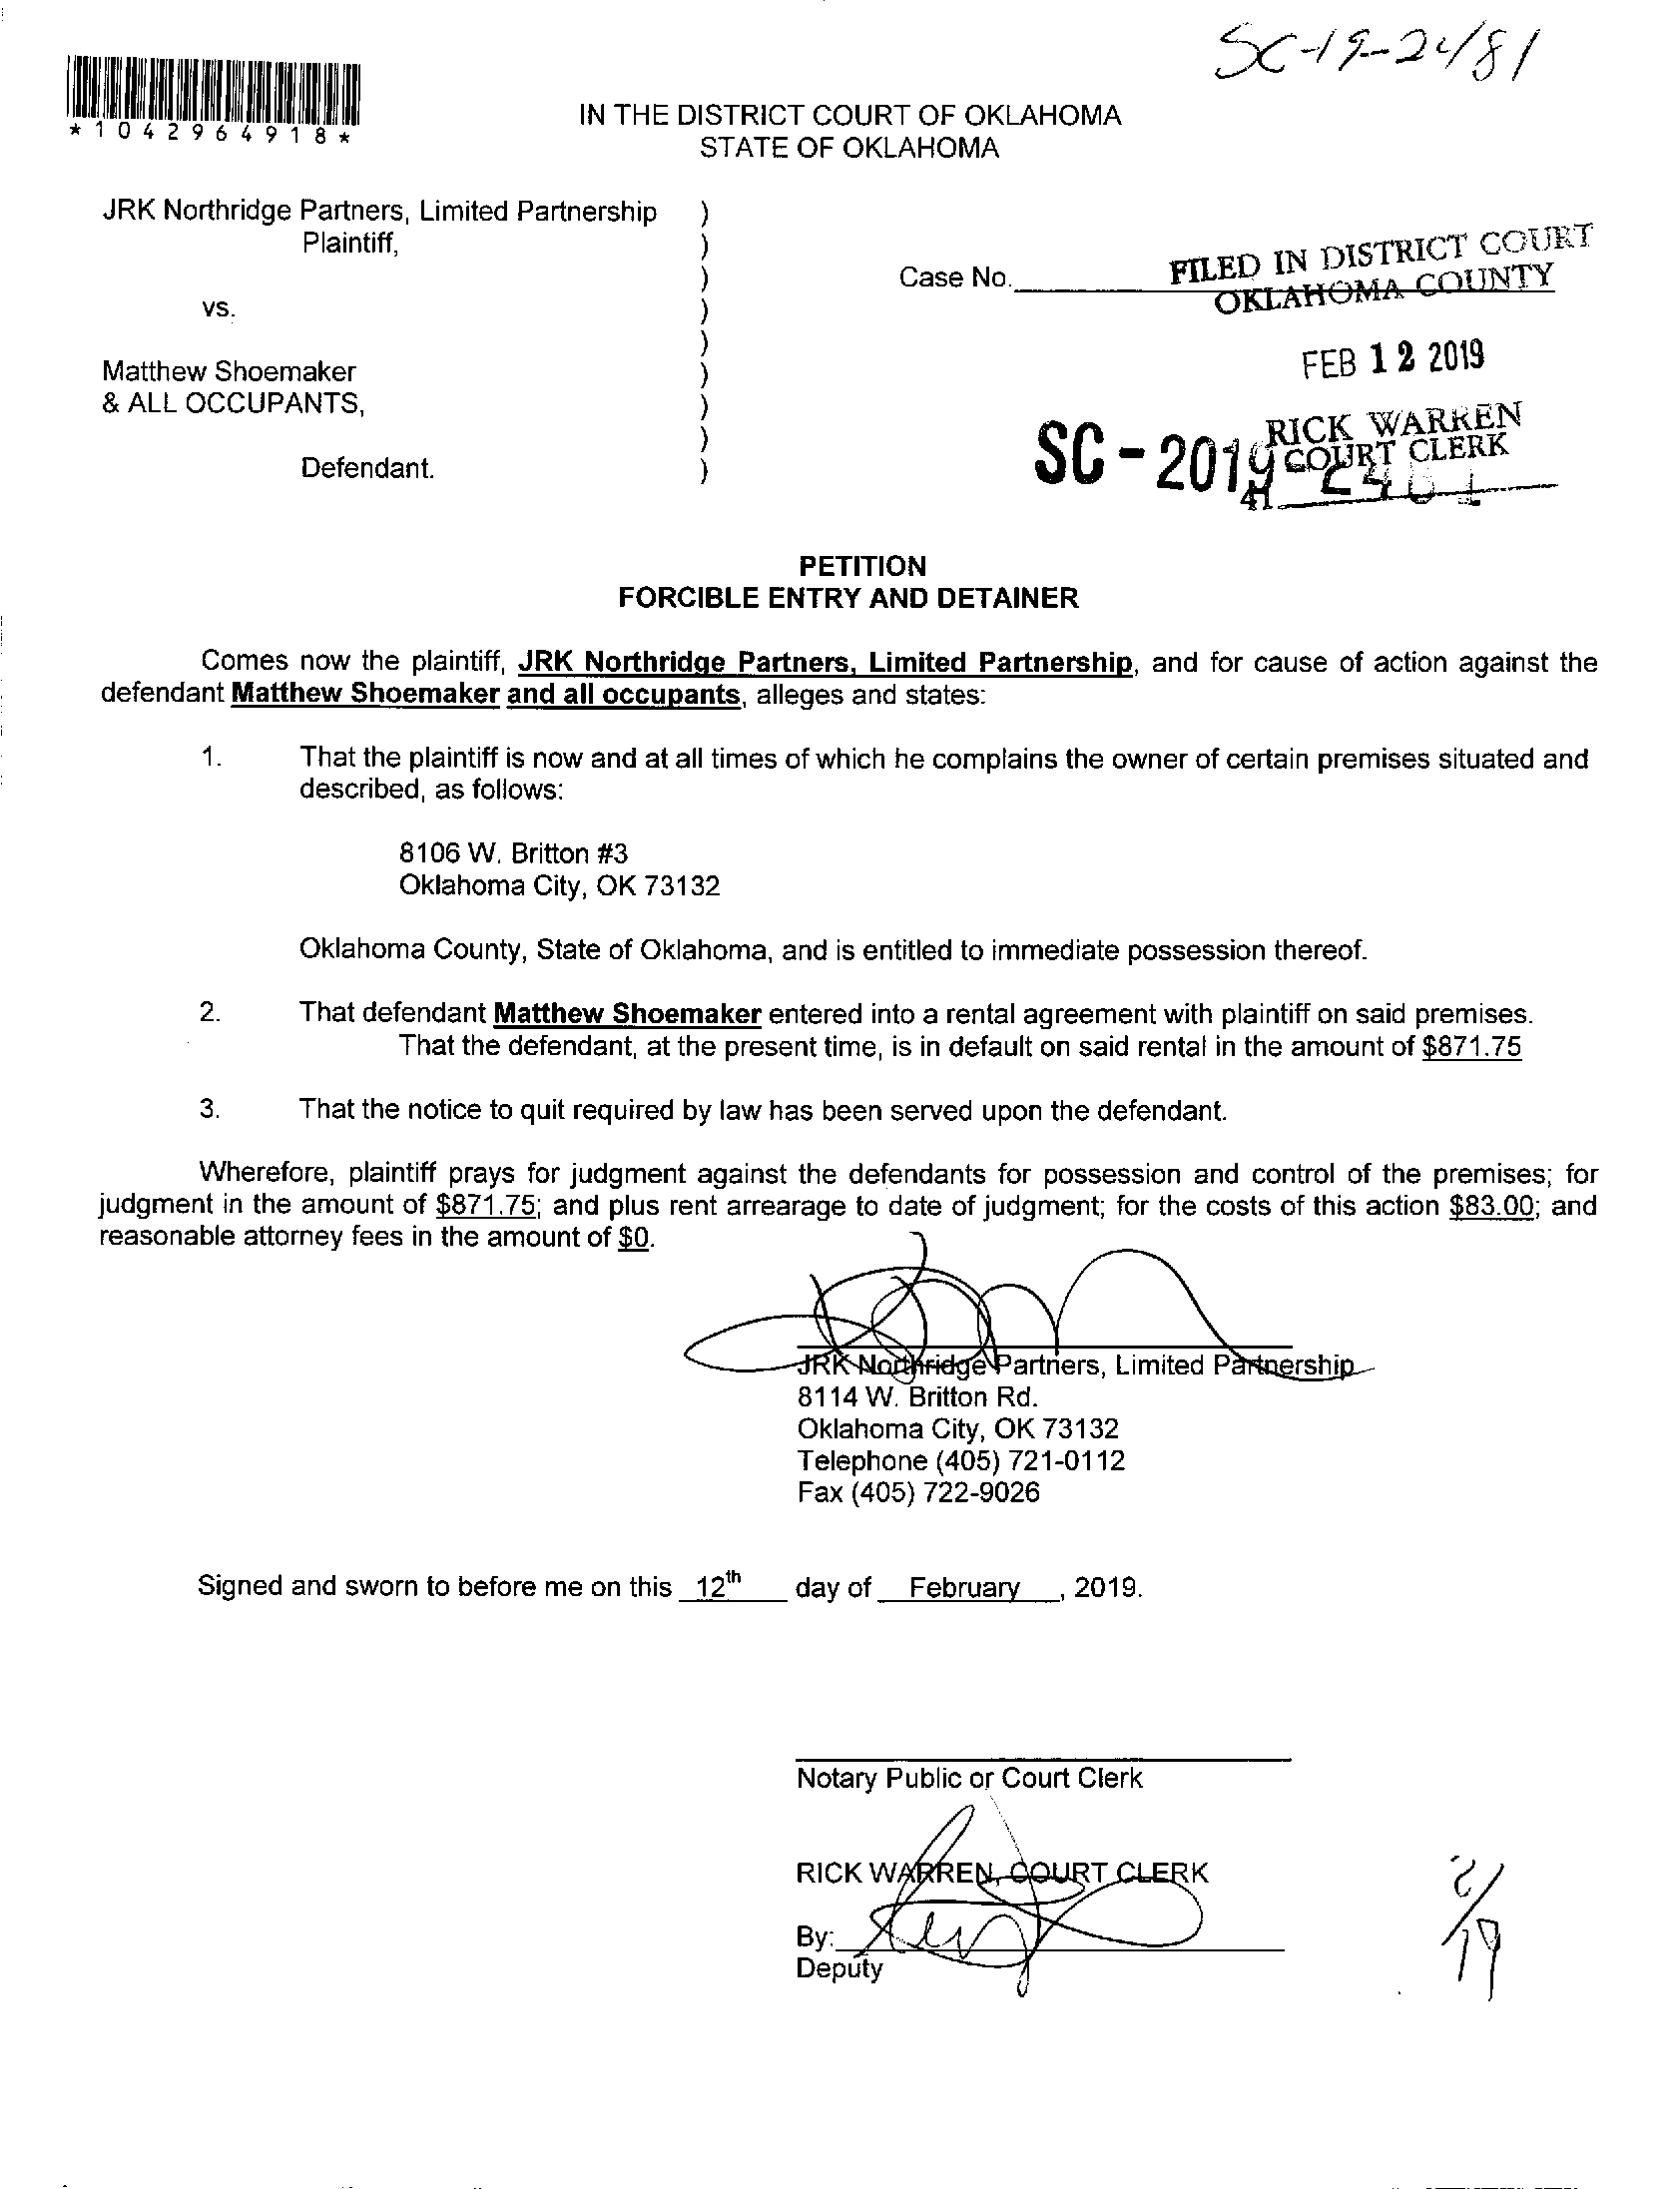 SC-19-2481
*1042964918*
IN THE DISTRICT COURT OF OKLAHOMA
STATE OF OKLAHOMA
JRK Northridge Partners, Limited Partnership )
Plaintiff, )
)
Case No.
FILED IN DISTRICT COURT
OKLAHOMA COUNTY
vs. )
)
FEB 12 2019
Matthew Shoemaker )
& ALL OCCUPANTS, )
)
RICK WARREN
COURT CLERK
SC - 2019
41
Defendant. )
PETITION
FORCIBLE ENTRY AND DETAINER
Comes now the plaintiff, JRK Northridge Partners, Limited Partnership, and for cause of action against the
defendant Matthew Shoemaker and all occupants, alleges and states:
1. That the plaintiff is now and at all times of which he complains the owner of certain premises situated and
described, as follows:
8106 W. Britton #3
Oklahoma City, OK 73132
Oklahoma County, State of Oklahoma, and is entitled to immediate possession thereof.
2. That defendant Matthew Shoemaker entered into a rental agreement with plaintiff on said premises.
That the defendant, at the present time, is in default on said rental in the amount of $871.75
3. That the notice to quit required by law has been served upon the defendant.
Wherefore, plaintiff prays for judgment against the defendants for possession and control of the premises; for
judgment in the amount of $871.75; and plus rent arrearage to date of judgment; for the costs of this action $83.00; and
reasonable attorney fees in the amount of $0.
JRK Northridge Partners, Limited Partnership
8114 W. Britton Rd.
Oklahoma City, OK 73132
Telephone (405) 721-0112
Fax (405) 722-9026
Signed and sworn to before me on this 12th day of February, 2019.
Notary Public or Court Clerk
RICK WARREN, COURT CLERK
By:
Deputy
2/19